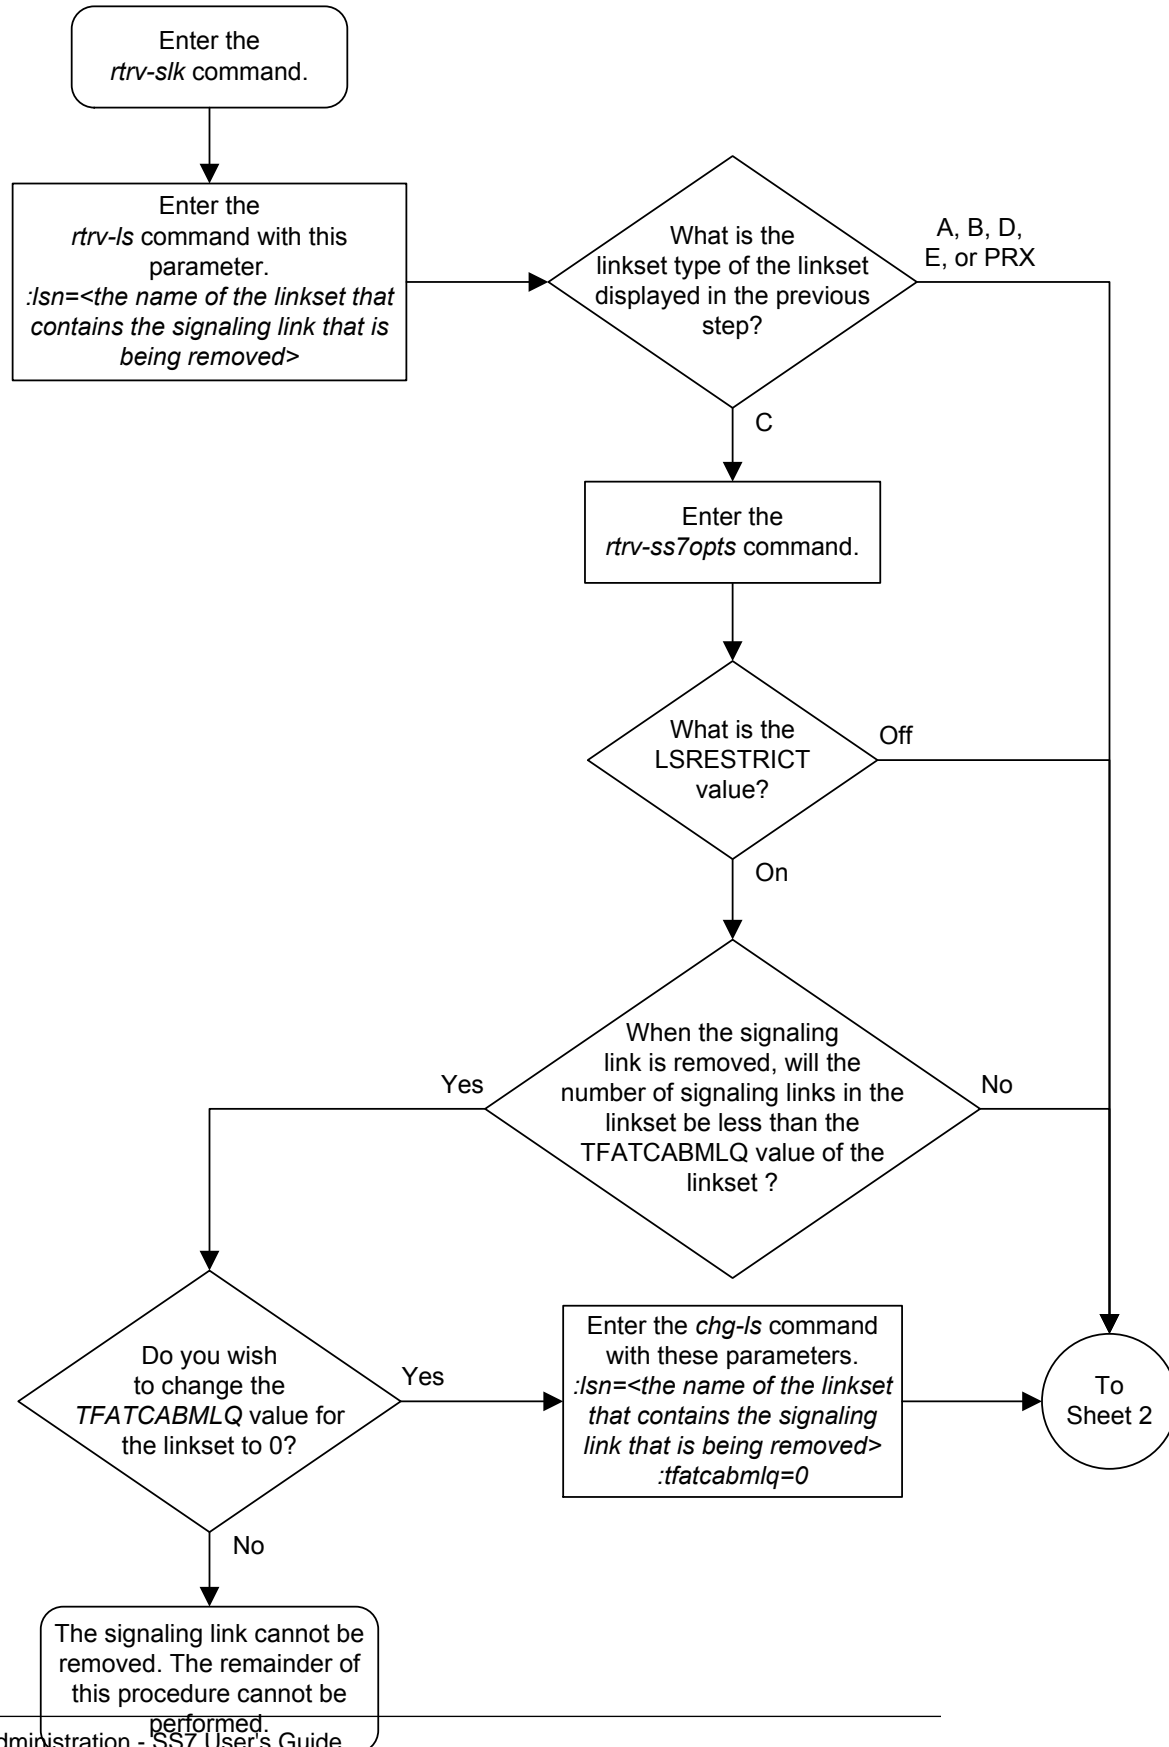 Enter the
rtrv-slk command.
Enter the
rtrv-ls command with this
parameter.
:lsn=<the name of the linkset that
contains the signaling link that is
being removed>
What is the
linkset type of the linkset
displayed in the previous
step?
A, B, D,
E, or PRX
C
Enter the
rtrv-ss7opts command.
What is the
LSRESTRICT
value?
Off
On
When the signaling
link is removed, will the
number of signaling links in the
linkset be less than the
TFATCABMLQ value of the
linkset ?
Yes
No
Do you wish
to change the
TFATCABMLQ value for
the linkset to 0?
Yes
No
Enter the chg-ls command
with these parameters.
:lsn=<the name of the linkset
that contains the signaling
link that is being removed>
:tfatcabmlq=0
To
Sheet 2
The signaling link cannot be
removed. The remainder of
this procedure cannot be
performed.
dministration - SS7 User's Guide